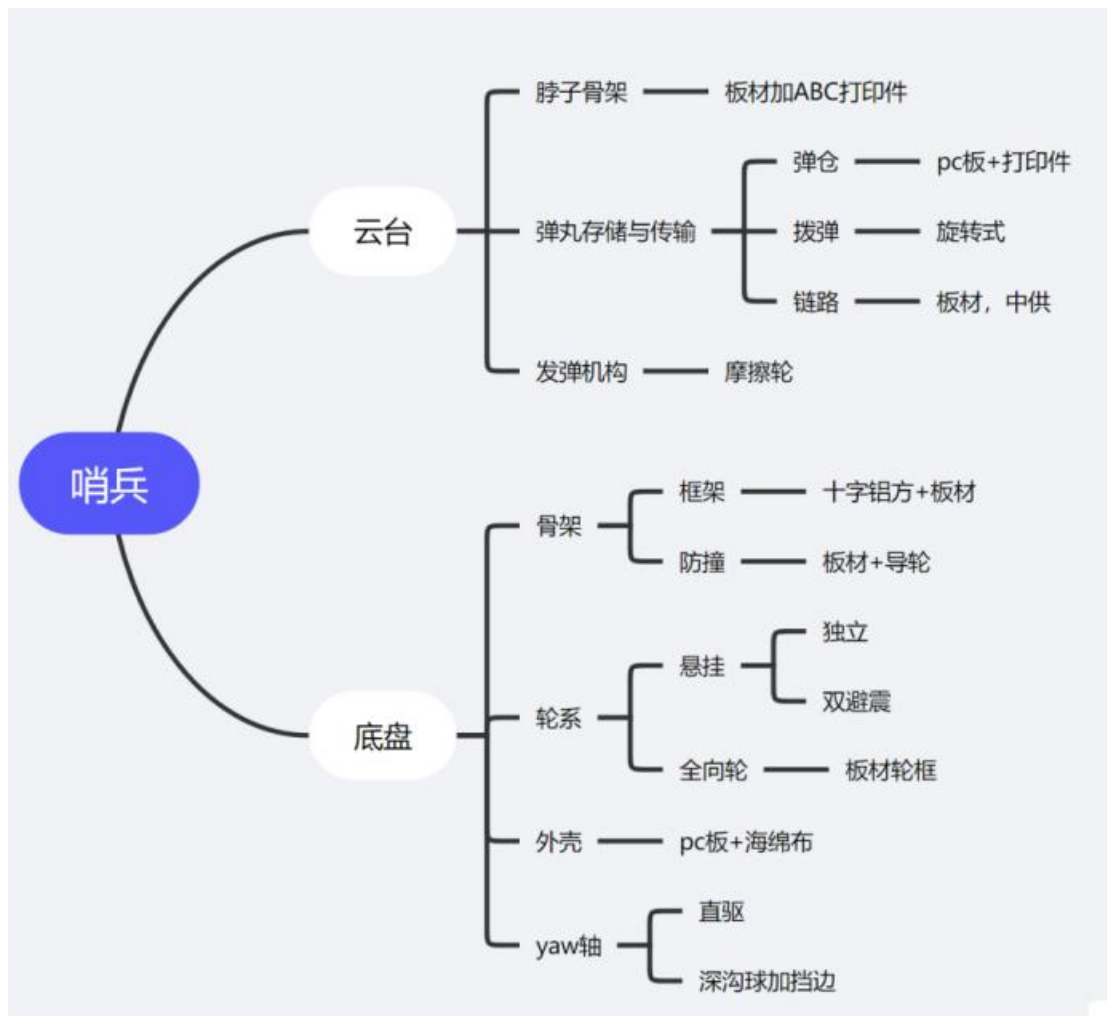 哨兵
云台
脖子骨架
板材加ABC打印件
弹丸存储与传输
弹仓
pc板+打印件
拨弹
旋转式
链路
板材，中供
发弹机构
摩擦轮
底盘
骨架
框架
十字铝方+板材
防撞
板材+导轮
轮系
悬挂
独立
双避震
全向轮
板材轮框
外壳
pc板+海绵布
yaw轴
直驱
深沟球加挡边